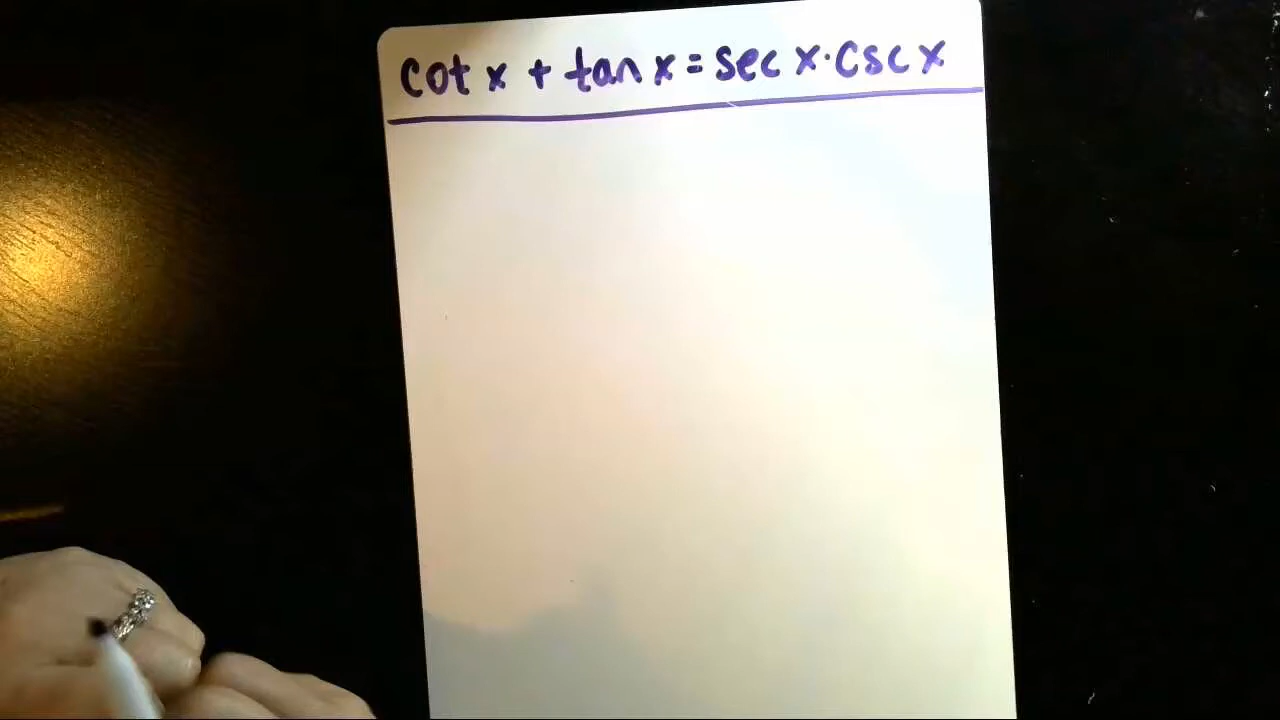 cot x + tan x = sec x · csc x